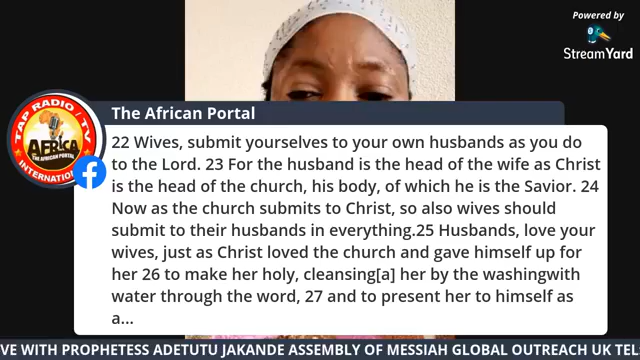 Powered by
StreamYard
TAP RADIO / TV
AFRICA
THE AFRICAN PORTAL
INTERNATIONAL
The African Portal
22 Wives, submit yourselves to your own husbands as you do
to the Lord. 23 For the husband is the head of the wife as Christ
is the head of the church, his body, of which he is the Savior. 24
Now as the church submits to Christ, so also wives should
submit to their husbands in everything.25 Husbands, love your
wives, just as Christ loved the church and gave himself up for
her 26 to make her holy, cleansing[a] her by the washingwith
water through the word, 27 and to present her to himself as
a...
VE WITH PROPHETESS ADETUTU JAKANDE ASSEMBLY OF MESSIAH GLOBAL OUTREACH UK TEL